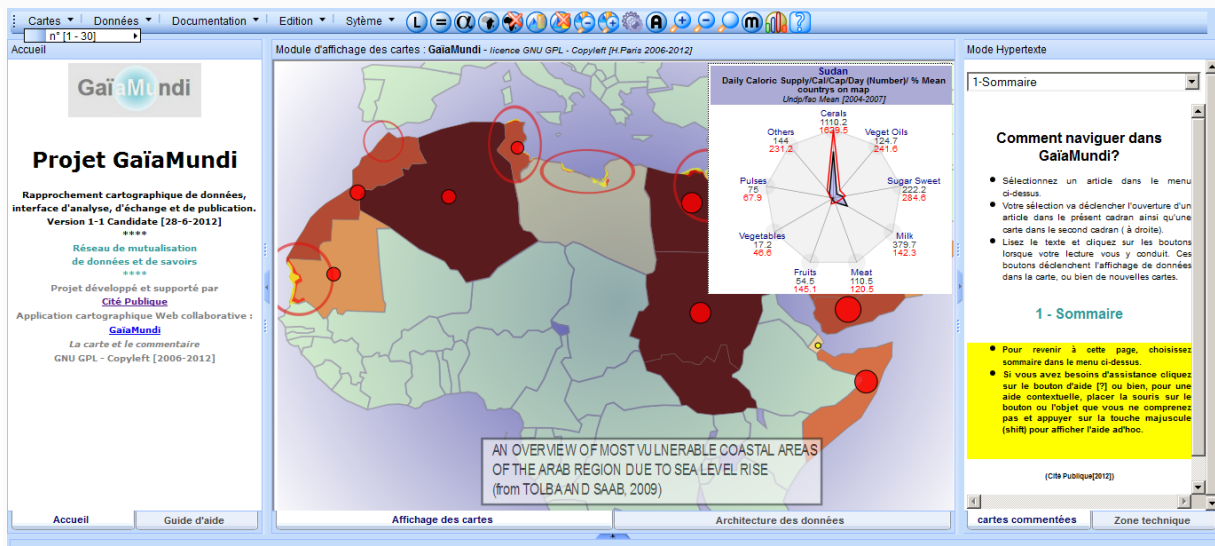 Cartes
Données
Documentation
Edition
Sytème
L
=
α
A
m
?
n° [1 - 30]
Accueil
GaïaMundi
Projet GaïaMundi
Rapprochement cartographique de données,
interface d'analyse, d'échange et de publication.
Version 1-1 Candidate [28-6-2012]
****
Réseau de mutualisation
de données et de savoirs
****
Projet développé et supporté par
Cité Publique
Application cartographique Web collaborative :
GaïaMundi
La carte et le commentaire
GNU GPL - Copyleft [2006-2012]
Accueil
Guide d'aide
Module d'affichage des cartes : GaïaMundi - licence GNU GPL - Copyleft [H.Paris 2006-2012]
Sudan
Daily Caloric Supply/Cal/Cap/Day (Number)/ % Mean
countrys on map
Undp/fao Mean [2004-2007]
Cerals
1110.2
1629.5
Others
144
231.2
Veget Oils
124.7
241.6
Pulses
75
67.9
Sugar Sweet
222.2
284.6
Vegetables
17.2
46.6
Milk
379.7
142.3
Fruits
54.5
145.1
Meat
110.5
120.5
AN OVERVIEW OF MOST VULNERABLE COASTAL AREAS
OF THE ARAB REGION DUE TO SEA LEVEL RISE
(from TOLBA AND SAAB, 2009)
Affichage des cartes
Architecture des données
Mode Hypertexte
1-Sommaire
Comment naviguer dans
GaïaMundi?
Sélectionnez un article dans le menu
ci-dessus.
Votre sélection va déclencher l'ouverture d'un
article dans le présent cadran ainsi qu'une
carte dans le second cadran ( à droite).
Lisez le texte et cliquez sur les boutons
lorsque votre lecture vous y conduit. Ces
boutons déclenchent l'affichage de données
dans la carte, ou bien de nouvelles cartes.
1 - Sommaire
Pour revenir à cette page, choisissez
sommaire dans le menu ci-dessus.
Si vous avez besoins d'assistance cliquez
sur le bouton d'aide [?] ou bien, pour une
aide contextuelle, placer la souris sur le
bouton ou l'objet que vous ne comprenez
pas et appuyer sur la touche majuscule
(shift) pour afficher l'aide ad'hoc.
(Cité Publique[2012])
cartes commentées
Zone technique